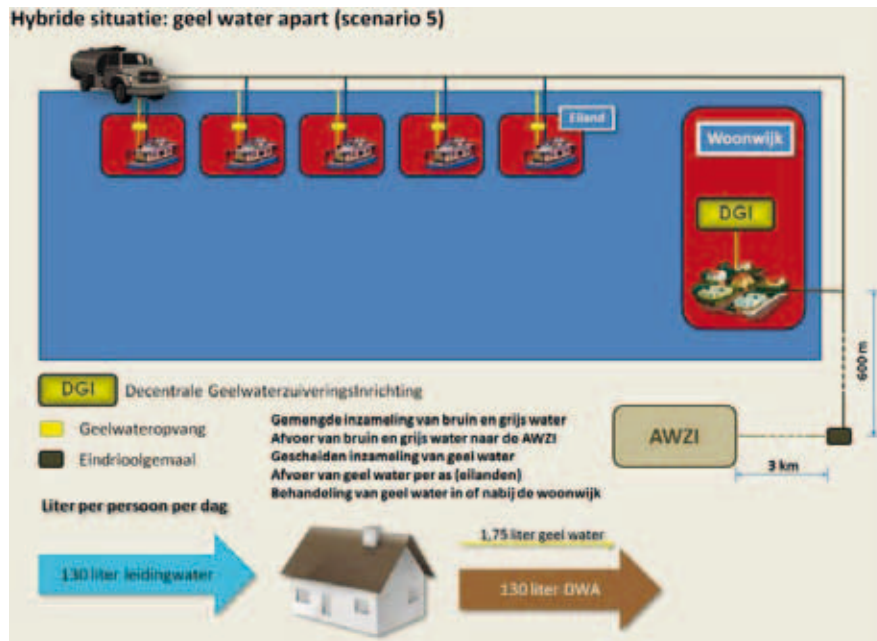 Hybride situatie: geel water apart (scenario 5)
Eiland
Woonwijk
DGI
600 m
DGI Decentrale GeelwaterzuiveringsInrichting
Geelwateropvang
Eindrioolgemaal
Gemengde inzameling van bruin en grijs water
Afvoer van bruin en grijs water naar de AWZI
Gescheiden inzameling van geel water
Afvoer van geel water per as (eilanden)
Behandeling van geel water in of nabij de woonwijk
AWZI
3 km
Liter per persoon per dag
130 liter leidingwater
1,75 liter geel water
130 liter DWA